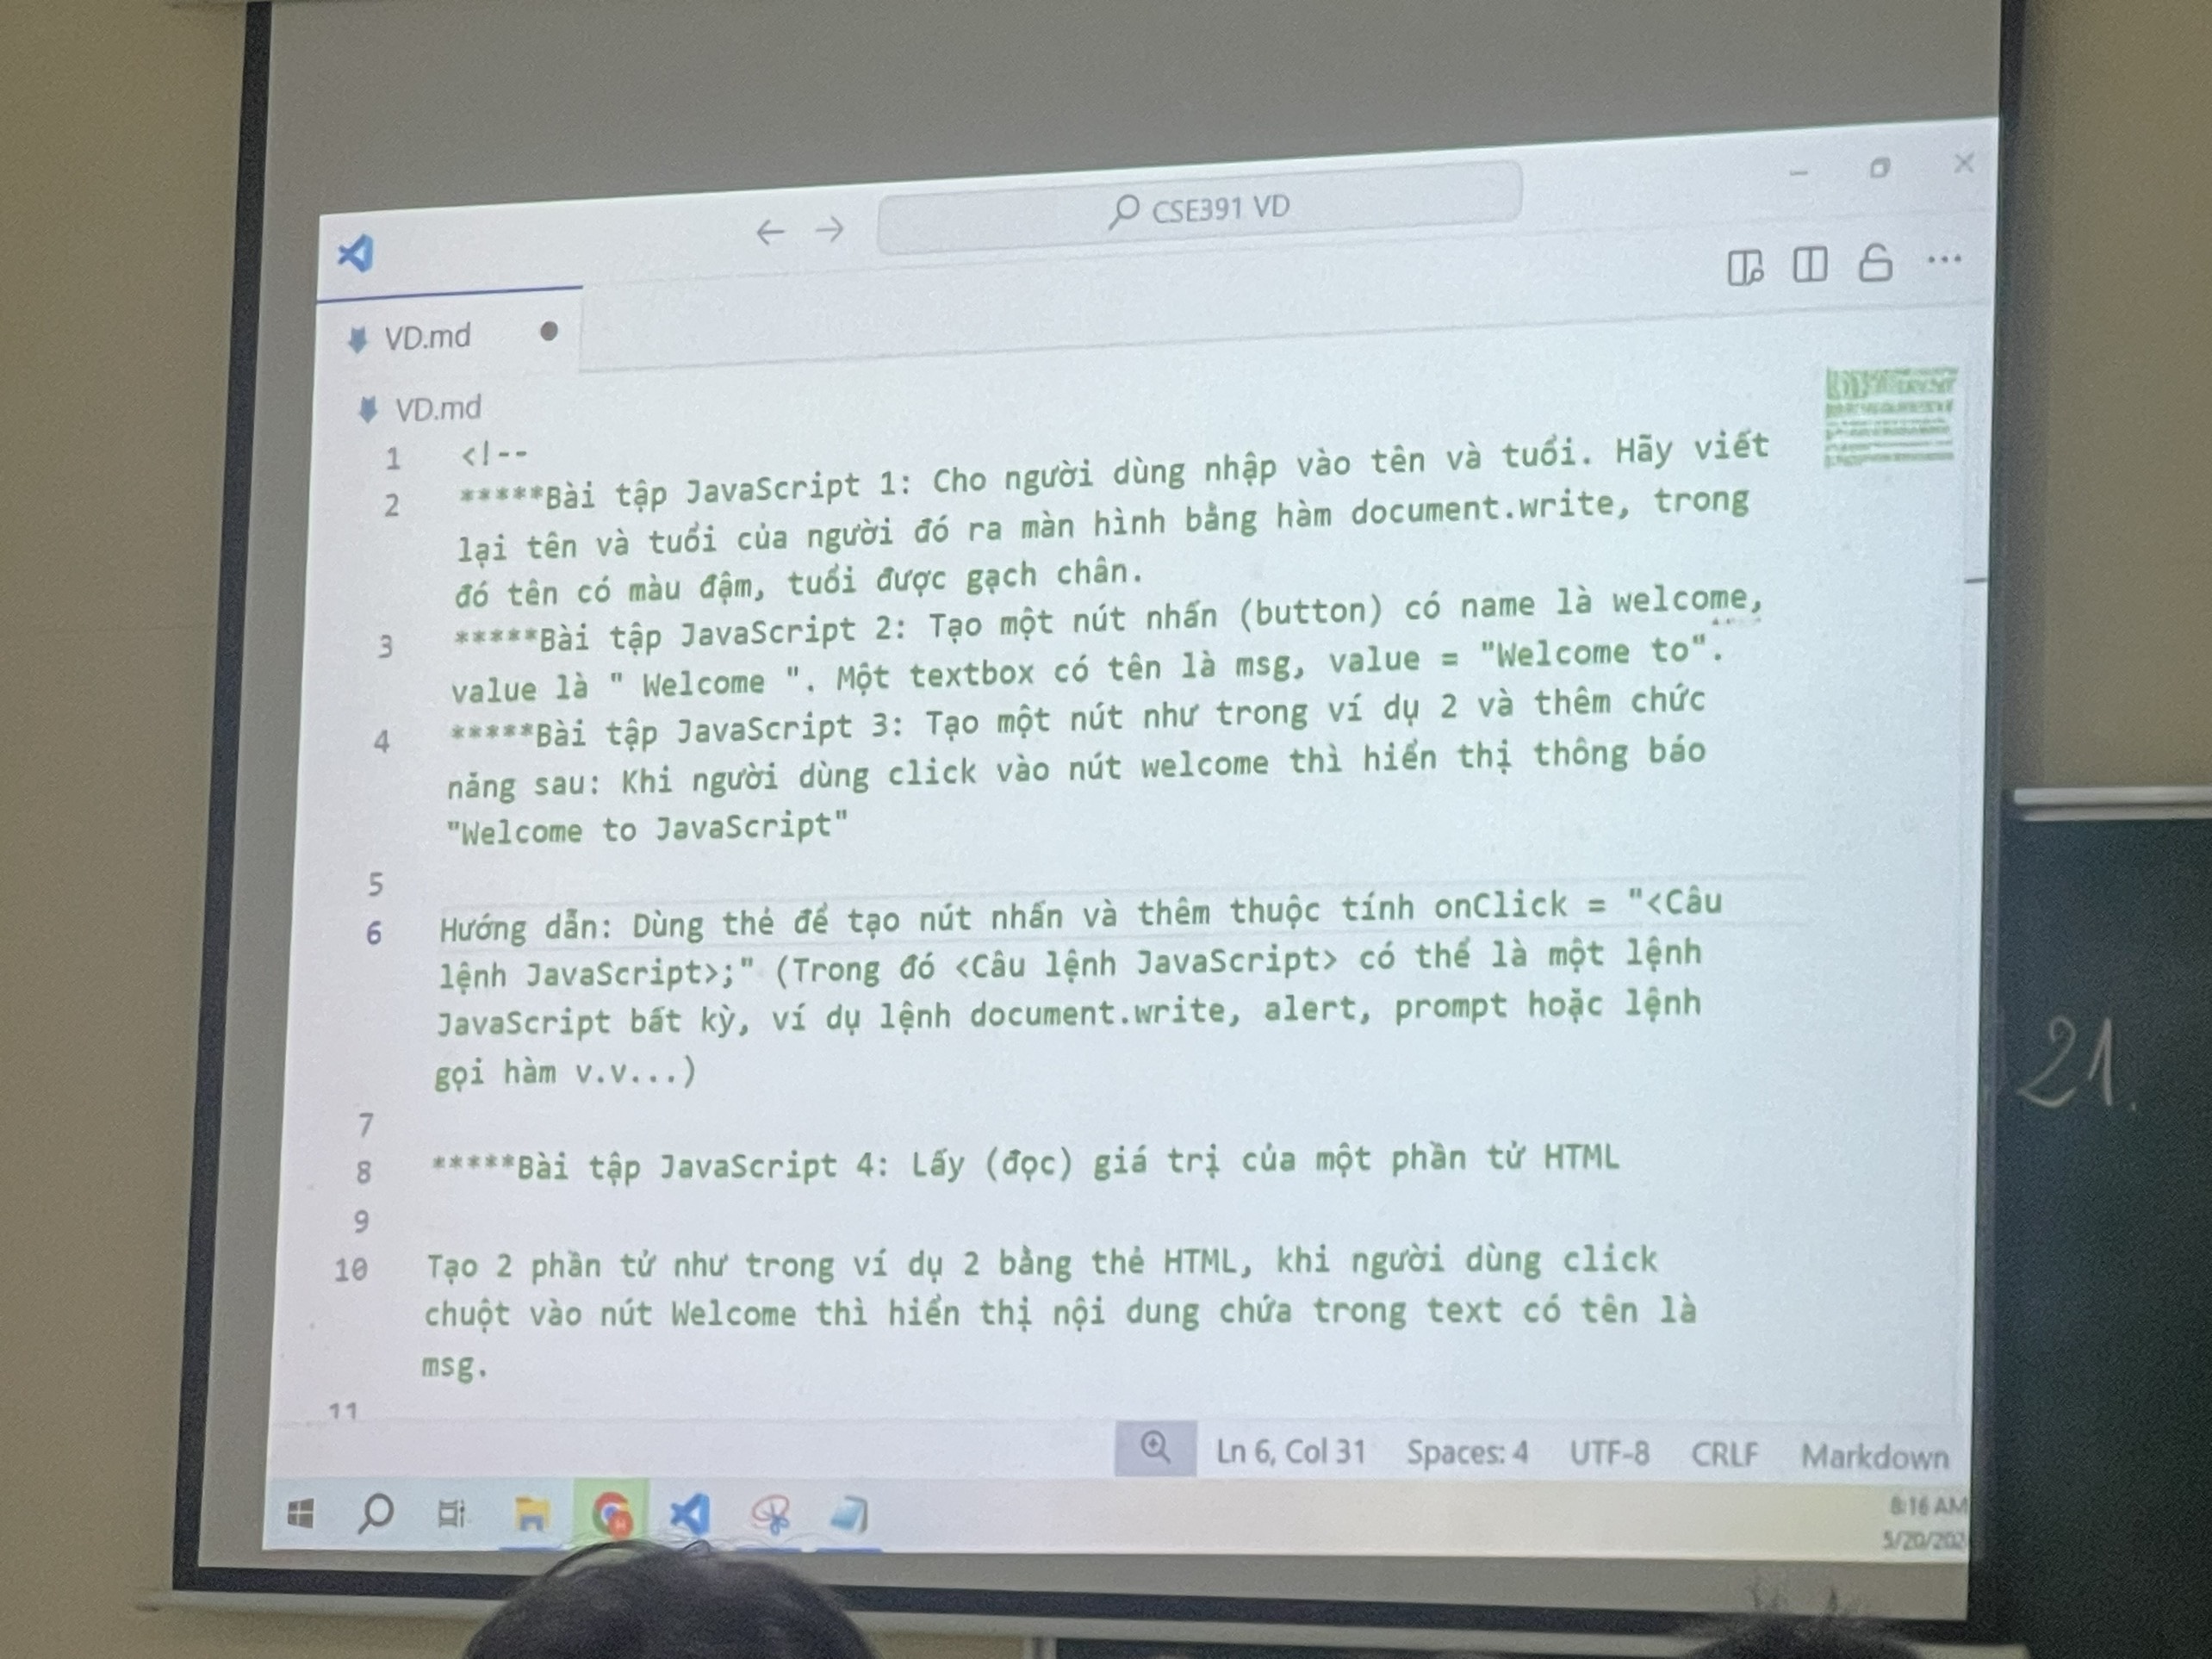 CSE391 VD
VD.md
VD.md
1 <!--
2 *****Bài tập JavaScript 1: Cho người dùng nhập vào tên và tuổi. Hãy viết
lại tên và tuổi của người đó ra màn hình bằng hàm document.write, trong
đó tên có màu đậm, tuổi được gạch chân.
3 *****Bài tập JavaScript 2: Tạo một nút nhấn (button) có name là welcome,
value là " Welcome ". Một textbox có tên là msg, value = "Welcome to".
4 *****Bài tập JavaScript 3: Tạo một nút như trong ví dụ 2 và thêm chức
năng sau: Khi người dùng click vào nút welcome thì hiển thị thông báo
"Welcome to JavaScript"
5
6 Hướng dẫn: Dùng thẻ để tạo nút nhấn và thêm thuộc tính onClick = "<Câu
lệnh JavaScript>;" (Trong đó <Câu lệnh JavaScript> có thể là một lệnh
JavaScript bất kỳ, ví dụ lệnh document.write, alert, prompt hoặc lệnh
gọi hàm v.v...)
7
8 *****Bài tập JavaScript 4: Lấy (đọc) giá trị của một phần tử HTML
9
10 Tạo 2 phần tử như trong ví dụ 2 bằng thẻ HTML, khi người dùng click
chuột vào nút Welcome thì hiển thị nội dung chứa trong text có tên là
msg.
11
Ln 6, Col 31 Spaces: 4 UTF-8 CRLF Markdown
8:16 AM
21.